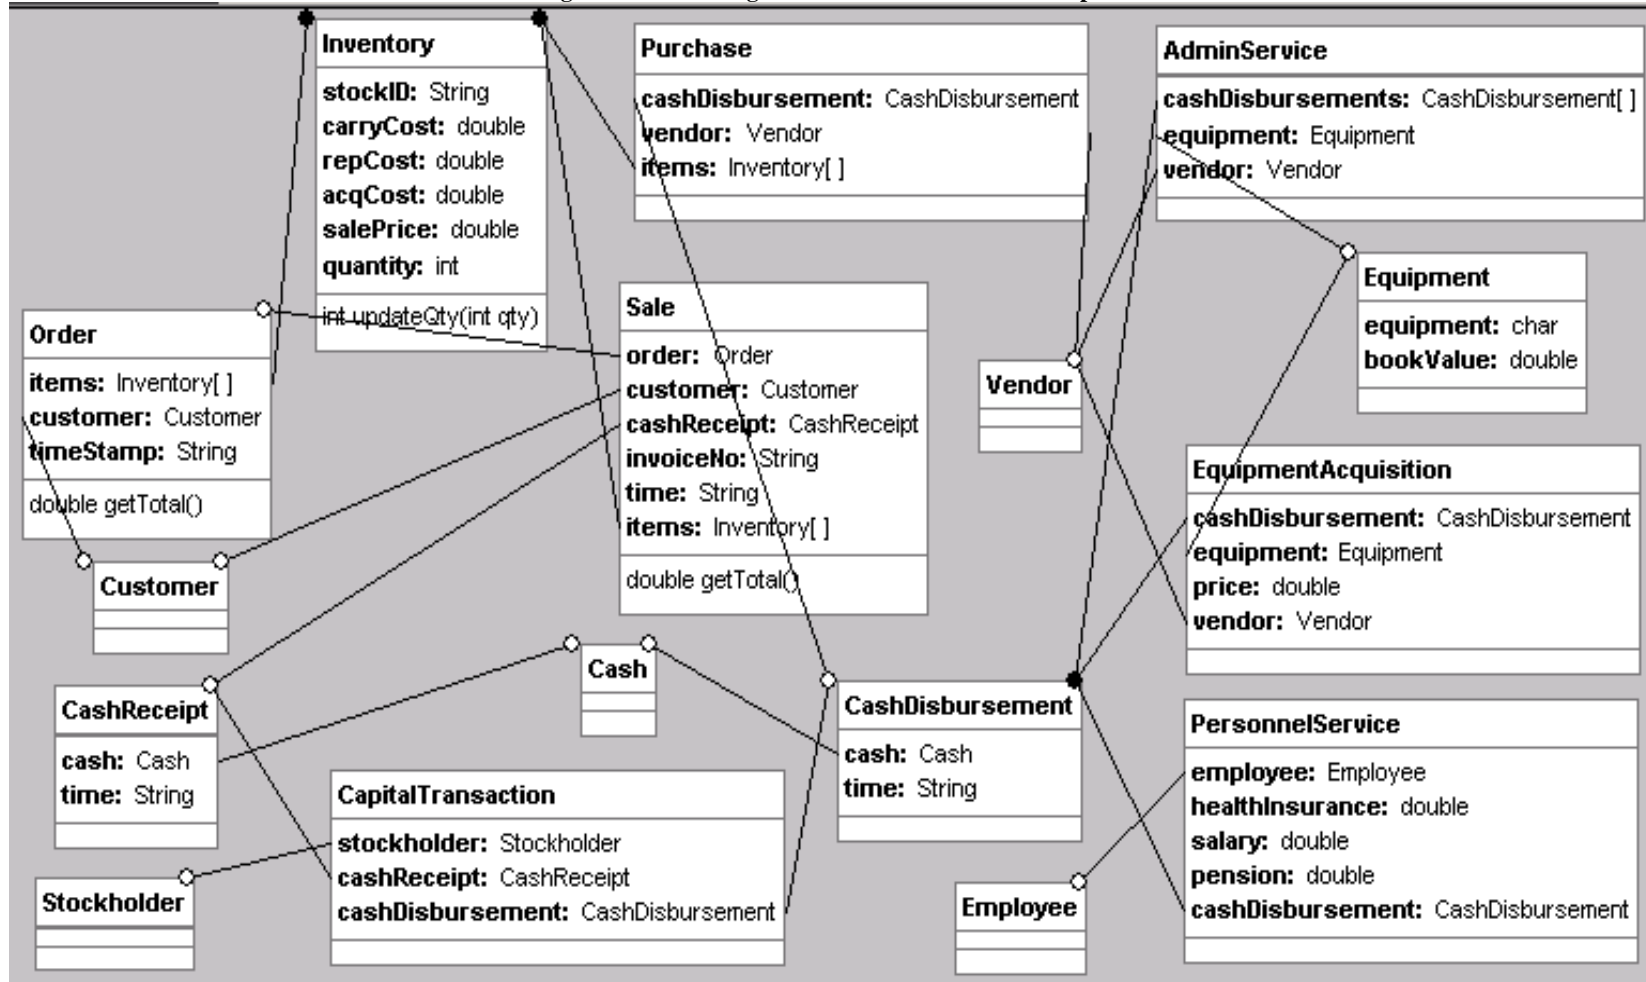 Inventory
stockID: String
carryCost: double
repCost: double
acqCost: double
salePrice: double
quantity: int
int updateQty(int qty)
Purchase
cashDisbursement: CashDisbursement
vendor: Vendor
items: Inventory[ ]
AdminService
cashDisbursements: CashDisbursement[ ]
equipment: Equipment
vendor: Vendor
Equipment
equipment: char
bookValue: double
Order
items: Inventory[ ]
customer: Customer
timeStamp: String
double getTotal()
Sale
order: Order
customer: Customer
cashReceipt: CashReceipt
invoiceNo: String
time: String
items: Inventory[ ]
double getTotal()
Vendor
EquipmentAcquisition
cashDisbursement: CashDisbursement
equipment: Equipment
price: double
vendor: Vendor
Customer
Cash
CashReceipt
cash: Cash
time: String
CashDisbursement
cash: Cash
time: String
PersonnelService
employee: Employee
healthInsurance: double
salary: double
pension: double
cashDisbursement: CashDisbursement
CapitalTransaction
stockholder: Stockholder
cashReceipt: CashReceipt
cashDisbursement: CashDisbursement
Stockholder
Employee